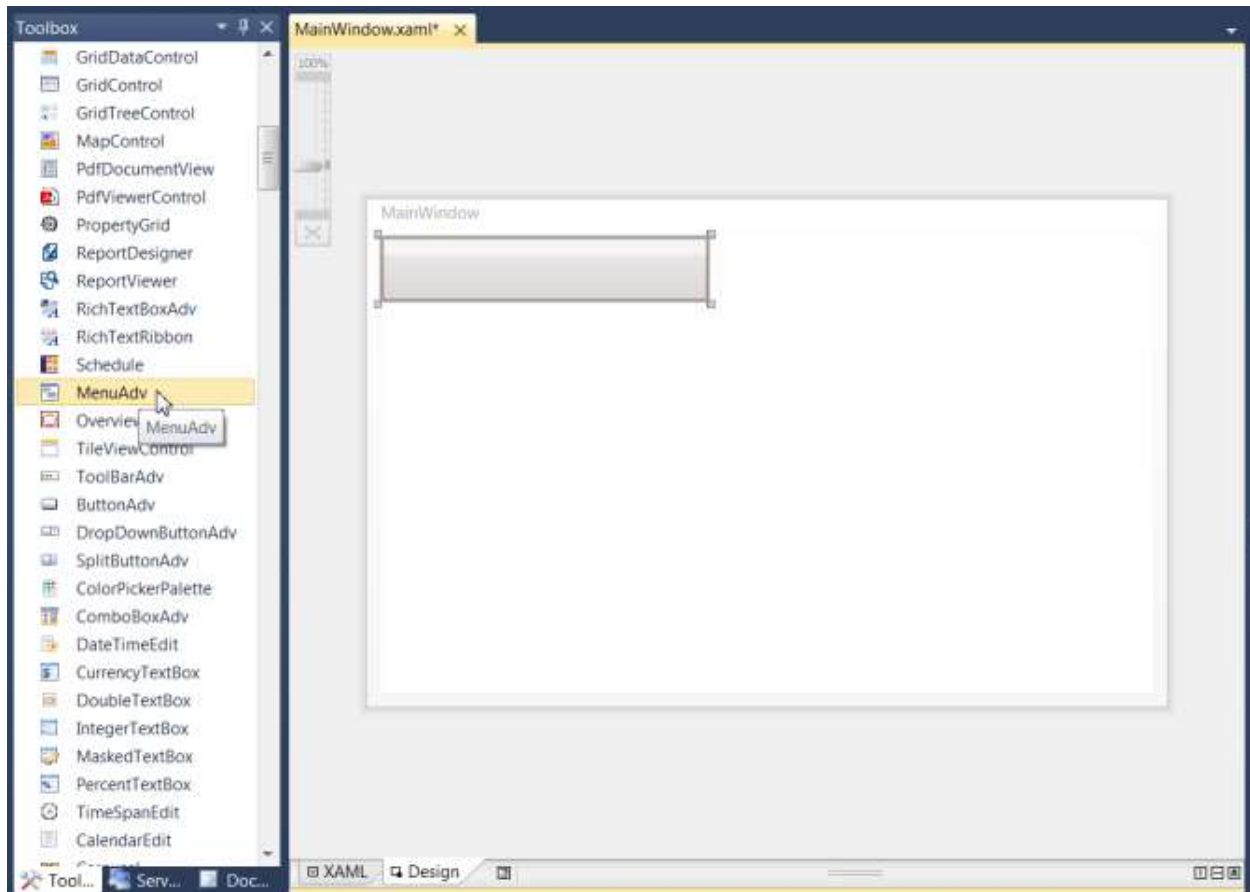 Toolbox
GridDataControl
GridControl
GridTreeControl
MapControl
PdfDocumentView
PdfViewerControl
PropertyGrid
ReportDesigner
ReportViewer
RichTextBoxAdv
RichTextRibbon
Schedule
MenuAdv
Overview
MenuAdv
TileViewControl
ToolBarAdv
ButtonAdv
DropDownButtonAdv
SplitButtonAdv
ColorPickerPalette
ComboBoxAdv
DateTimeEdit
CurrencyTextBox
DoubleTextBox
IntegerTextBox
MaskedTextBox
PercentTextBox
TimeSpanEdit
CalendarEdit
Tool... Serv... Doc...
MainWindow.xaml*
100%
MainWindow
XAML Design